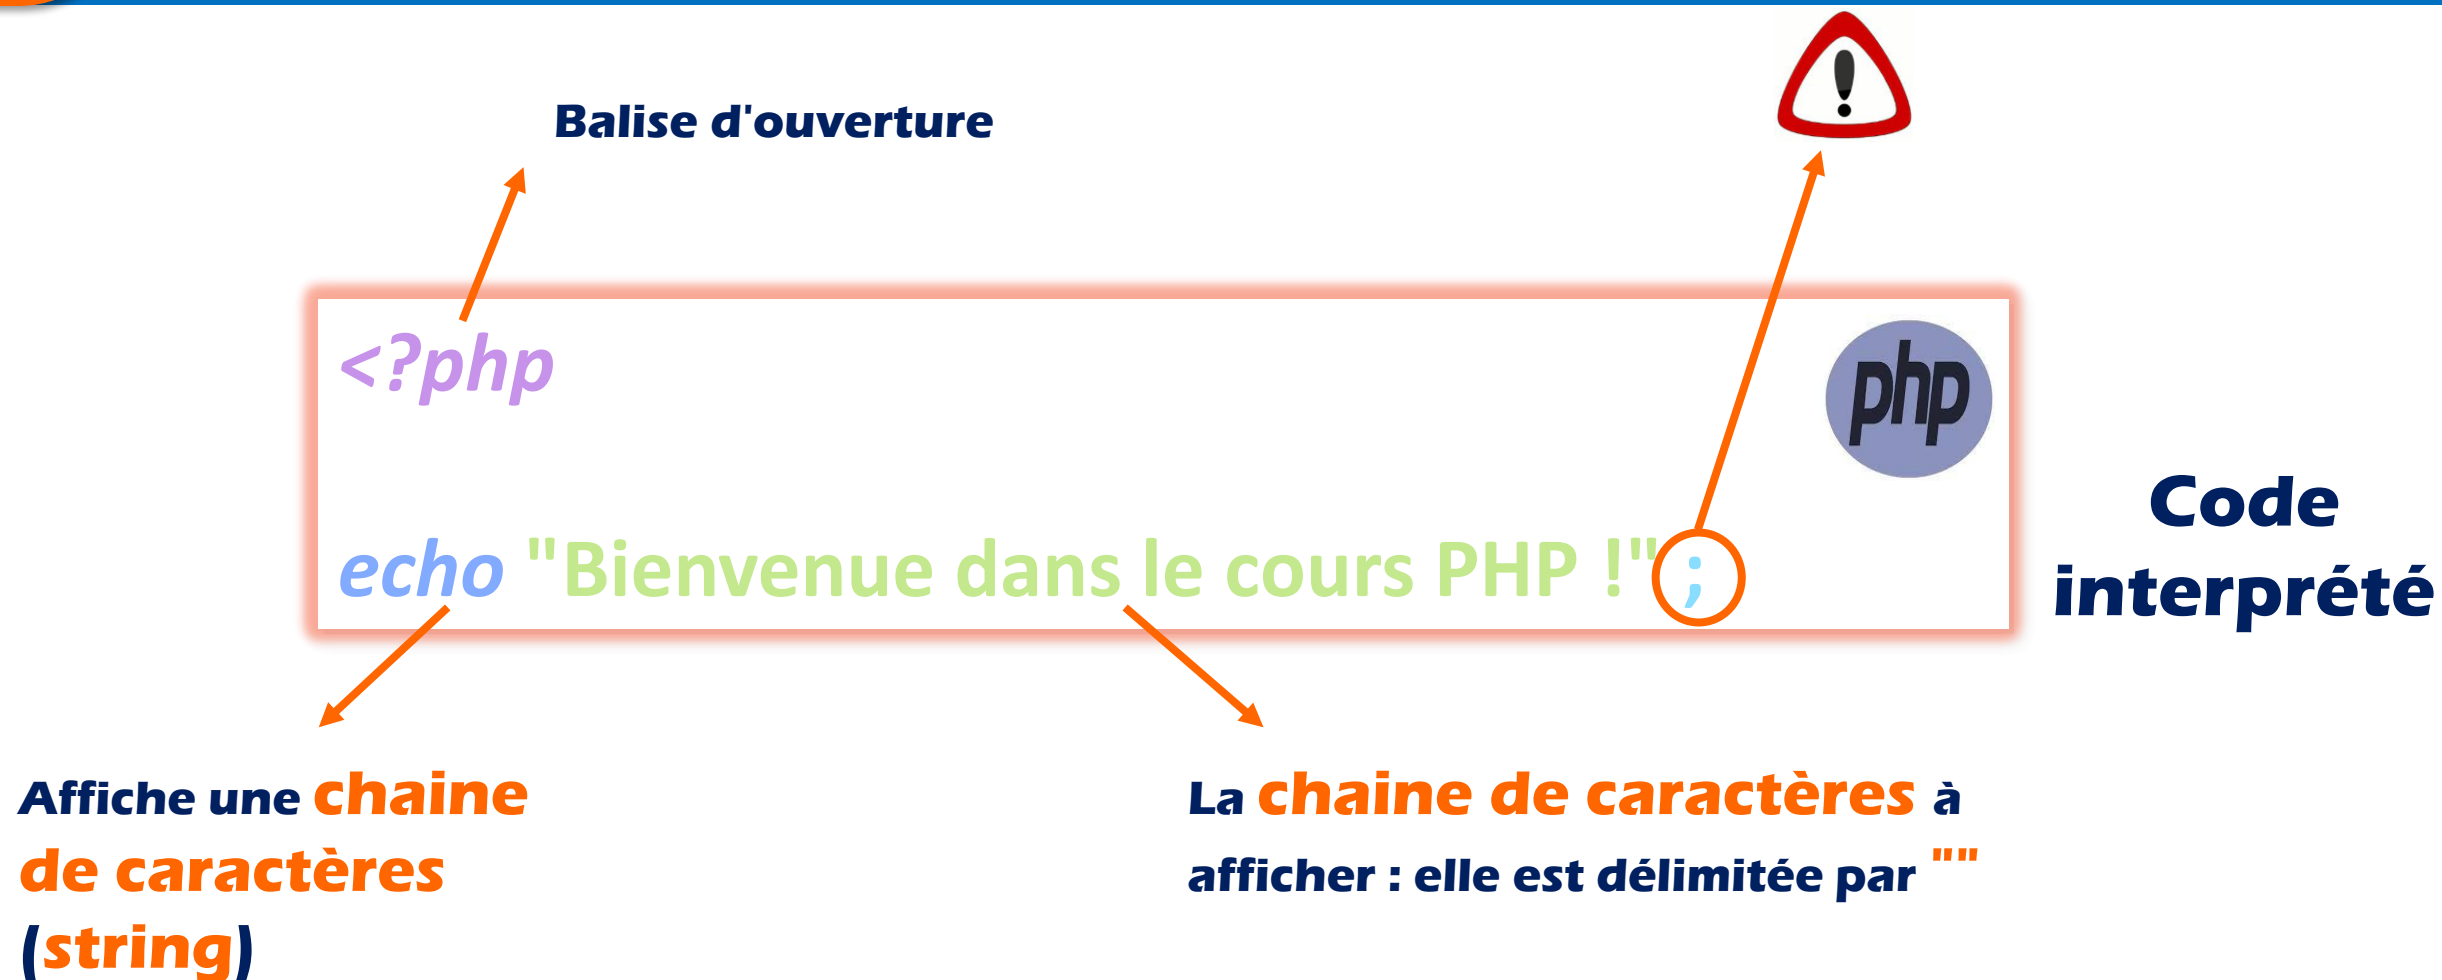 Balise d'ouverture
<?php
php
echo "Bienvenue dans le cours PHP !" ;
Code
interprété
Affiche une chaine
de caractères
(string)
La chaine de caractères à
afficher : elle est délimitée par ""